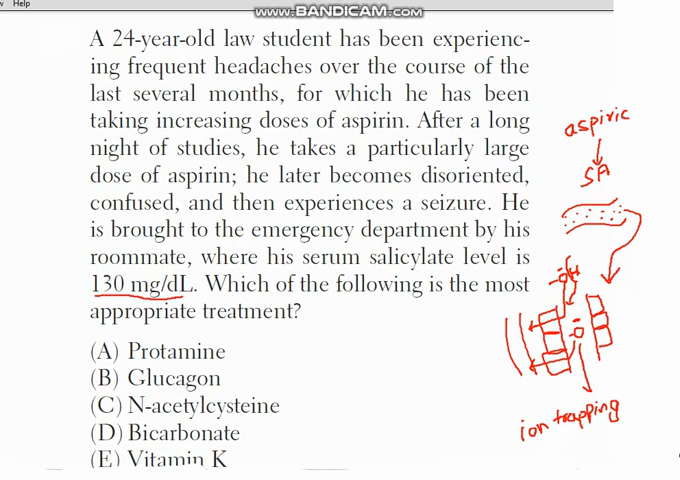 Help
www.BANDICAM.com
A 24-year-old law student has been experienc-
ing frequent headaches over the course of the
last several months, for which he has been
taking increasing doses of aspirin. After a long
night of studies, he takes a particularly large
dose of aspirin; he later becomes disoriented,
confused, and then experiences a seizure. He
is brought to the emergency department by his
roommate, where his serum salicylate level is
130 mg/dL. Which of the following is the most
appropriate treatment?
(A) Protamine
(B) Glucagon
(C) N-acetylcysteine
(D) Bicarbonate
(E) Vitamin K
aspiric
SA
ion trapping